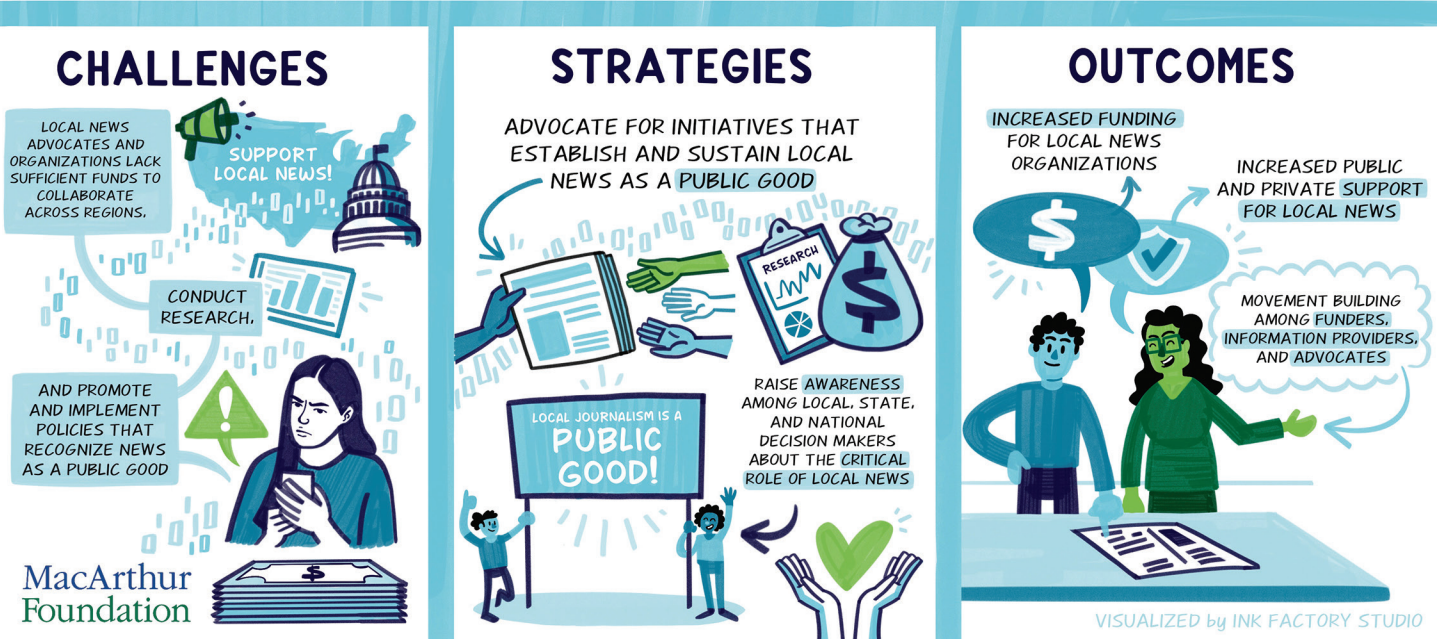 CHALLENGES
LOCAL NEWS
ADVOCATES AND
ORGANIZATIONS LACK
SUFFICIENT FUNDS TO
COLLABORATE
ACROSS REGIONS,
SUPPORT
LOCAL NEWS!
CONDUCT
RESEARCH,
AND PROMOTE
AND IMPLEMENT
POLICIES THAT
RECOGNIZE NEWS
AS A PUBLIC GOOD
!
$
MacArthur
Foundation
STRATEGIES
ADVOCATE FOR INITIATIVES THAT
ESTABLISH AND SUSTAIN LOCAL
NEWS AS A PUBLIC GOOD
RESEARCH
$
LOCAL JOURNALISM IS A
PUBLIC
GOOD!
RAISE AWARENESS
AMONG LOCAL, STATE,
AND NATIONAL
DECISION MAKERS
ABOUT THE CRITICAL
ROLE OF LOCAL NEWS
OUTCOMES
INCREASED FUNDING
FOR LOCAL NEWS
ORGANIZATIONS
$
INCREASED PUBLIC
AND PRIVATE SUPPORT
FOR LOCAL NEWS
MOVEMENT BUILDING
AMONG FUNDERS,
INFORMATION PROVIDERS,
AND ADVOCATES
VISUALIZED by INK FACTORY STUDIO